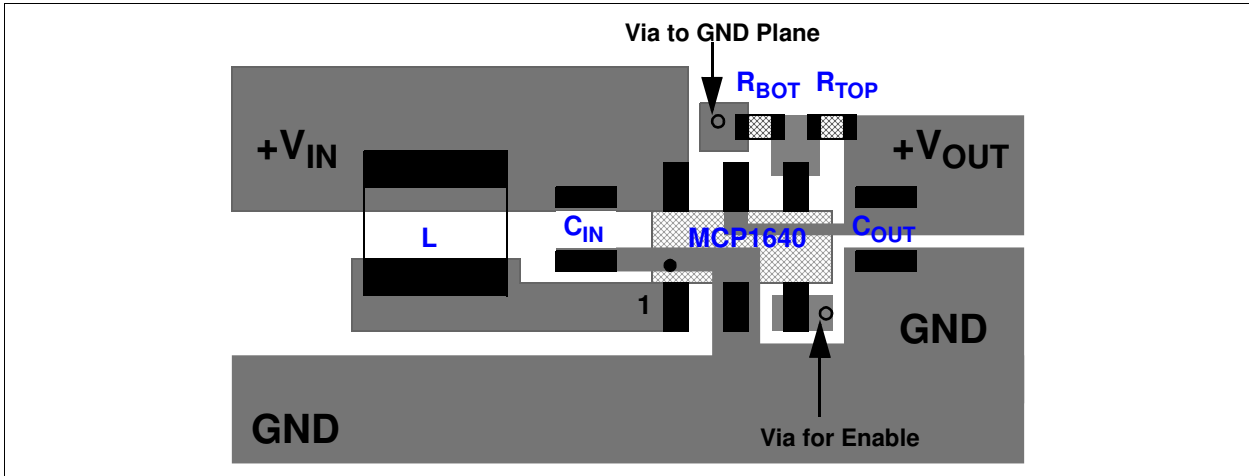 Via to GND Plane
RBOT RTOP
+VIN
+VOUT
L
CIN
MCP1640
COUT
1
GND
GND
Via for Enable